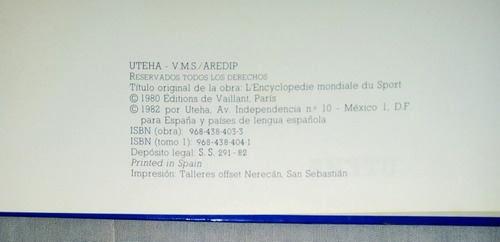 UTEHA - V.M.S./AREDIP
RESERVADOS TODOS LOS DERECHOS
Título original de la obra: L'Encyclopedie mondiale du Sport
© 1980 Éditions de Vaillant, París
© 1982 por Uteha, Av. Independencia n.º 10 - México 1, D.F.
para España y países de lengua española
ISBN (obra): 968-438-403-3
ISBN (tomo 1): 968-438-404-1
Depósito legal: S. S. 291 - 82
Printed in Spain
Impresión: Talleres offset Nerecán, San Sebastián